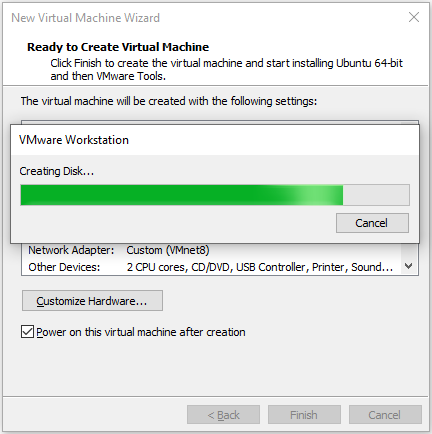 New Virtual Machine Wizard
Ready to Create Virtual Machine
Click Finish to create the virtual machine and start installing Ubuntu 64-bit
and then VMware Tools.
The virtual machine will be created with the following settings:
VMware Workstation
Creating Disk...
Cancel
Network Adapter: Custom (VMnet8)
Other Devices: 2 CPU cores, CD/DVD, USB Controller, Printer, Sound...
Customize Hardware...
Power on this virtual machine after creation
< Back Finish Cancel